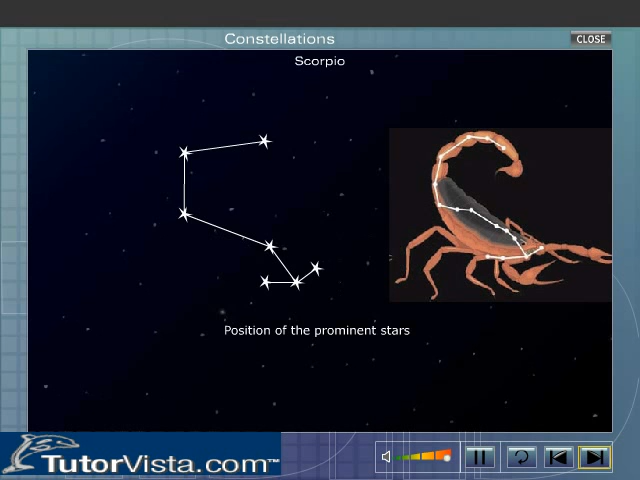 Constellations
CLOSE
Scorpio
Position of the prominent stars
TutorVista.com™